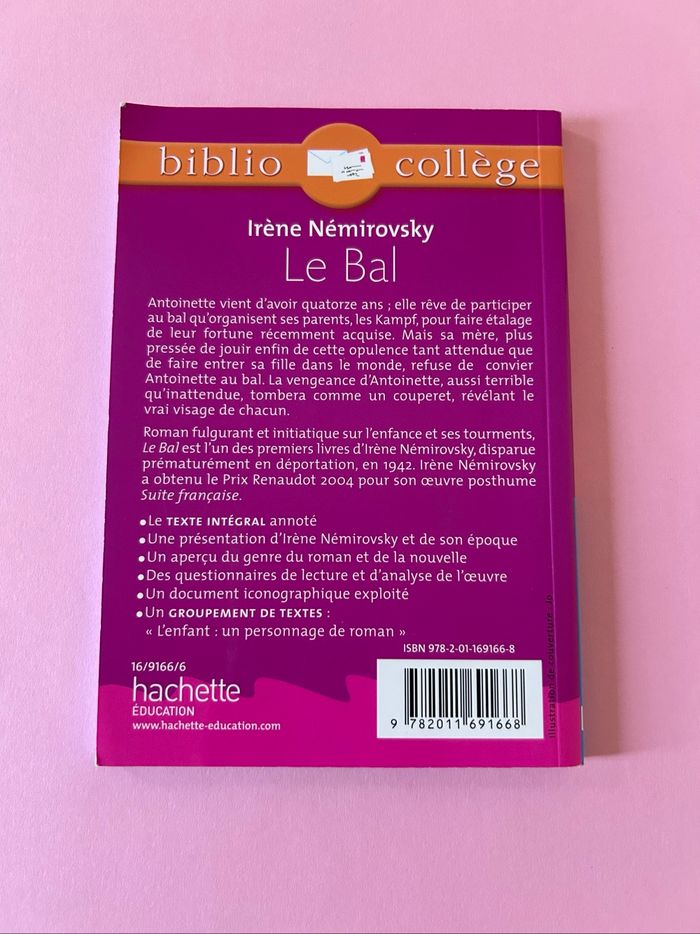 biblio collège
Irène Némirovsky
Le Bal
Antoinette vient d'avoir quatorze ans ; elle rêve de participer
au bal qu'organisent ses parents, les Kampf, pour faire étalage
de leur fortune récemment acquise. Mais sa mère, plus
pressée de jouir enfin de cette opulence tant attendue que
de faire entrer sa fille dans le monde, refuse de convier
Antoinette au bal. La vengeance d'Antoinette, aussi terrible
qu'inattendue, tombera comme un couperet, révélant le
vrai visage de chacun.
Roman fulgurant et initiatique sur l'enfance et ses tourments,
Le Bal est l'un des premiers livres d'Irène Némirovsky, disparue
prématurément en déportation, en 1942. Irène Némirovsky
a obtenu le Prix Renaudot 2004 pour son œuvre posthume
Suite française.
• Le TEXTE INTÉGRAL annoté
• Une présentation d'Irène Némirovsky et de son époque
• Un aperçu du genre du roman et de la nouvelle
• Des questionnaires de lecture et d'analyse de l'œuvre
• Un document iconographique exploité
• Un GROUPEMENT DE TEXTES :
« L'enfant : un personnage de roman »
ISBN 978-2-01-169166-8
16/9166/6
hachette
ÉDUCATION
www.hachette-education.com
9 782011 691668
Illustration de couverture : Jo